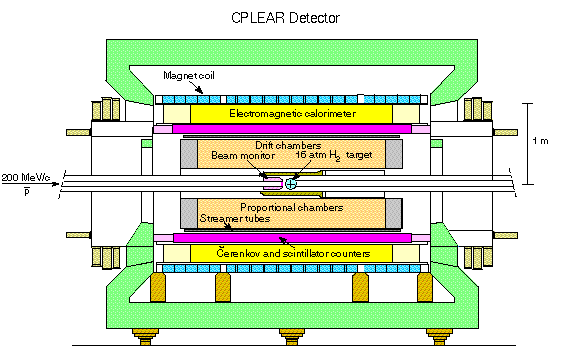 CPLEAR Detector
Magnet coil
Electromagnetic calorimeter
1 m
Drift chambers
Beam monitor
16 atm H2 target
200 MeV/c
p̅
Proportional chambers
Streamer tubes
Čerenkov and scintillator counters